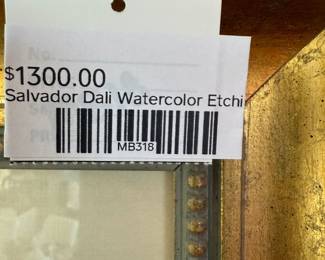 $1300.00
Salvador Dali Watercolor Etchi
MB318